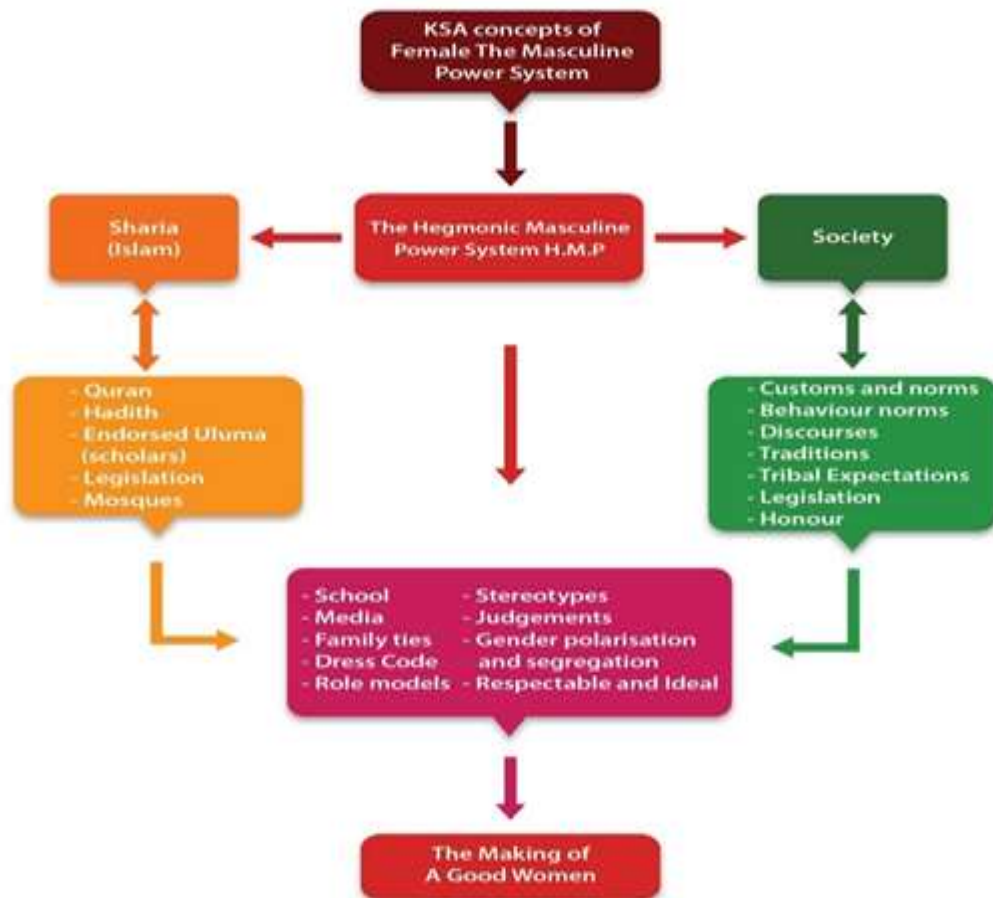 KSA concepts of
Female The Masculine
Power System
Sharia
(Islam)
The Hegmonic Masculine
Power System H.M.P
Society
- Quran
- Hadith
- Endorsed Uluma
(scholars)
- Legislation
- Mosques
- Customs and norms
- Behaviour norms
- Discourses
- Traditions
- Tribal Expectations
- Legislation
- Honour
- School
- Media
- Family ties
- Dress Code
- Role models
- Stereotypes
- Judgements
- Gender polarisation
and segregation
- Respectable and Ideal
The Making of
A Good Women